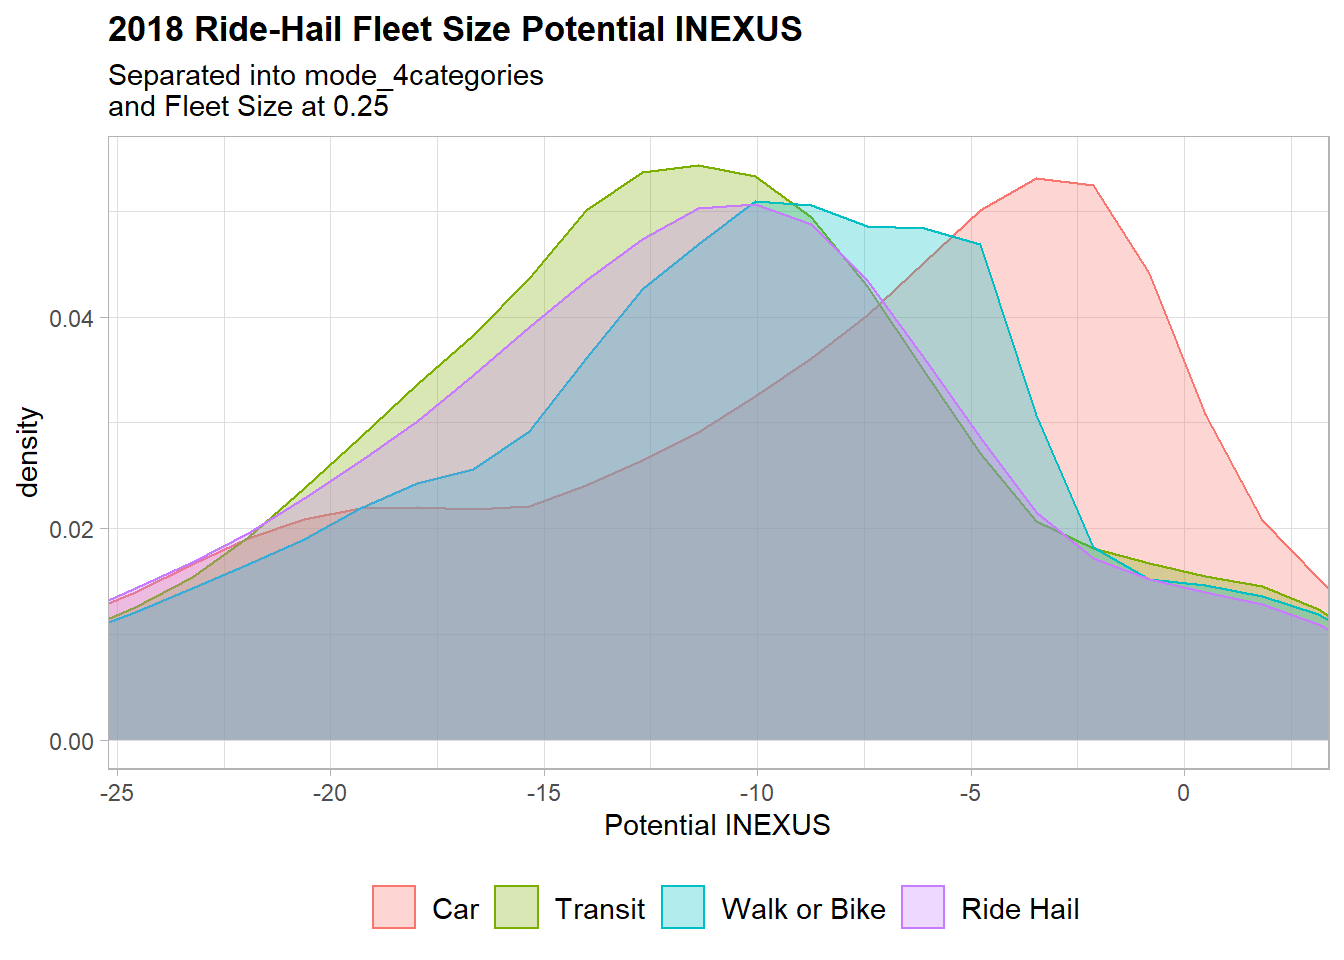 2018 Ride-Hail Fleet Size Potential INEXUS
Separated into mode_4categories
and Fleet Size at 0.25
density
0.04
0.02
0.00
-25 -20 -15 -10 -5 0
Potential INEXUS
Car Transit Walk or Bike Ride Hail